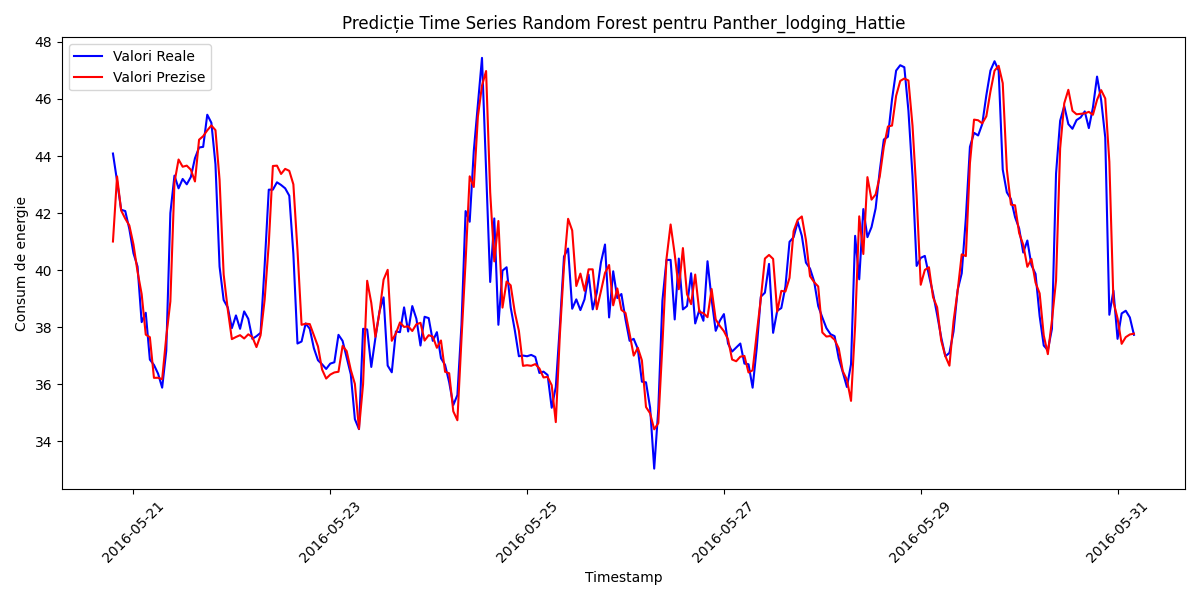 Predicție Time Series Random Forest pentru Panther_lodging_Hattie
Valori Reale
Valori Prezise
Consum de energie
48
46
44
42
40
38
36
34
2016-05-21
2016-05-23
2016-05-25
2016-05-27
2016-05-29
2016-05-31
Timestamp